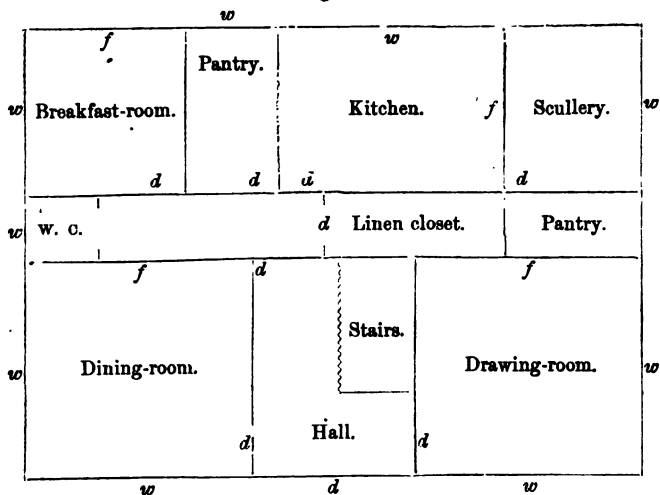 w
f w
Pantry.
w Breakfast-room. Kitchen. f Scullery. w
d d d d
w w. c. d Linen closet. Pantry.
f d f
Stairs.
w Dining-room. Drawing-room. w
d Hall. d
w d w